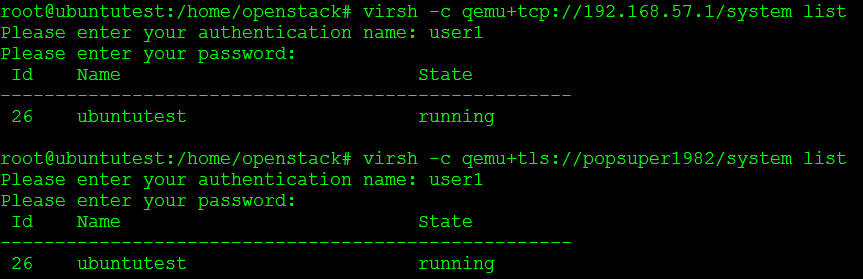 root@ubuntutest:/home/openstack# virsh -c qemu+tcp://192.168.57.1/system list
Please enter your authentication name: user1
Please enter your password:
 Id    Name                           State
----------------------------------------------------
 26    ubuntutest                     running

root@ubuntutest:/home/openstack# virsh -c qemu+tls://popsuper1982/system list
Please enter your authentication name: user1
Please enter your password:
 Id    Name                           State
----------------------------------------------------
 26    ubuntutest                     running